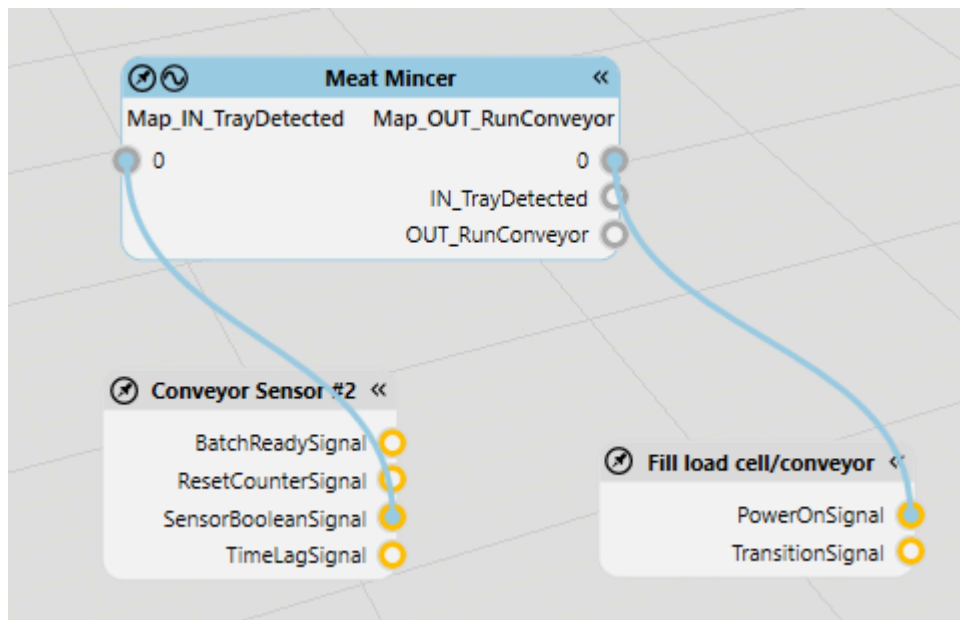 Meat Mincer «
Map_IN_TrayDetected Map_OUT_RunConveyor
0 0
IN_TrayDetected
OUT_RunConveyor
Conveyor Sensor #2 «
BatchReadySignal
ResetCounterSignal
SensorBooleanSignal
TimeLagSignal
Fill load cell/conveyor «
PowerOnSignal
TransitionSignal